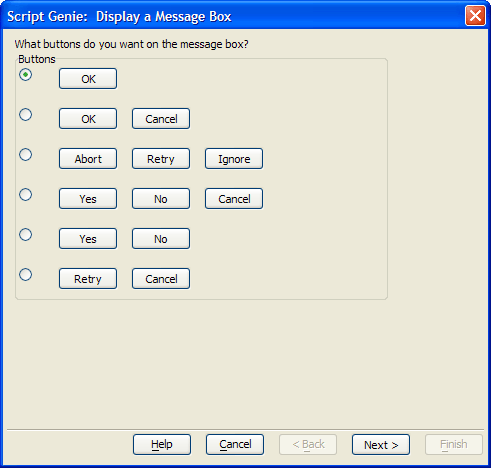 Script Genie:  Display a Message Box
What buttons do you want on the message box?
Buttons
OK
OK Cancel
Abort Retry Ignore
Yes No Cancel
Yes No
Retry Cancel
Help Cancel < Back Next > Finish